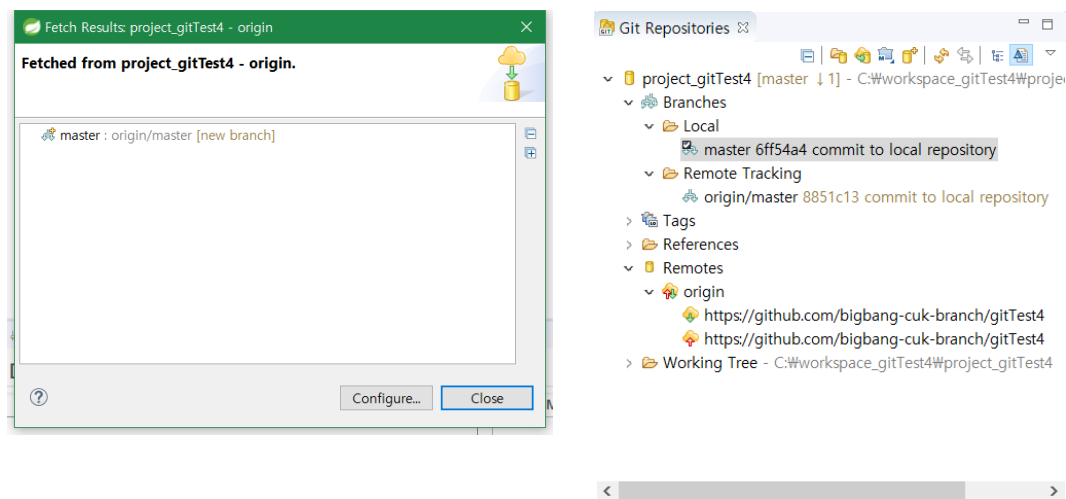 Fetch Results: project_gitTest4 - origin
Fetched from project_gitTest4 - origin.
master : origin/master [new branch]
Configure...
Close
Git Repositories
project_gitTest4 [master ↓1] - C:₩workspace_gitTest4₩projec
Branches
Local
master 6ff54a4 commit to local repository
Remote Tracking
origin/master 8851c13 commit to local repository
Tags
References
Remotes
origin
https://github.com/bigbang-cuk-branch/gitTest4
https://github.com/bigbang-cuk-branch/gitTest4
Working Tree - C:₩workspace_gitTest4₩project_gitTest4